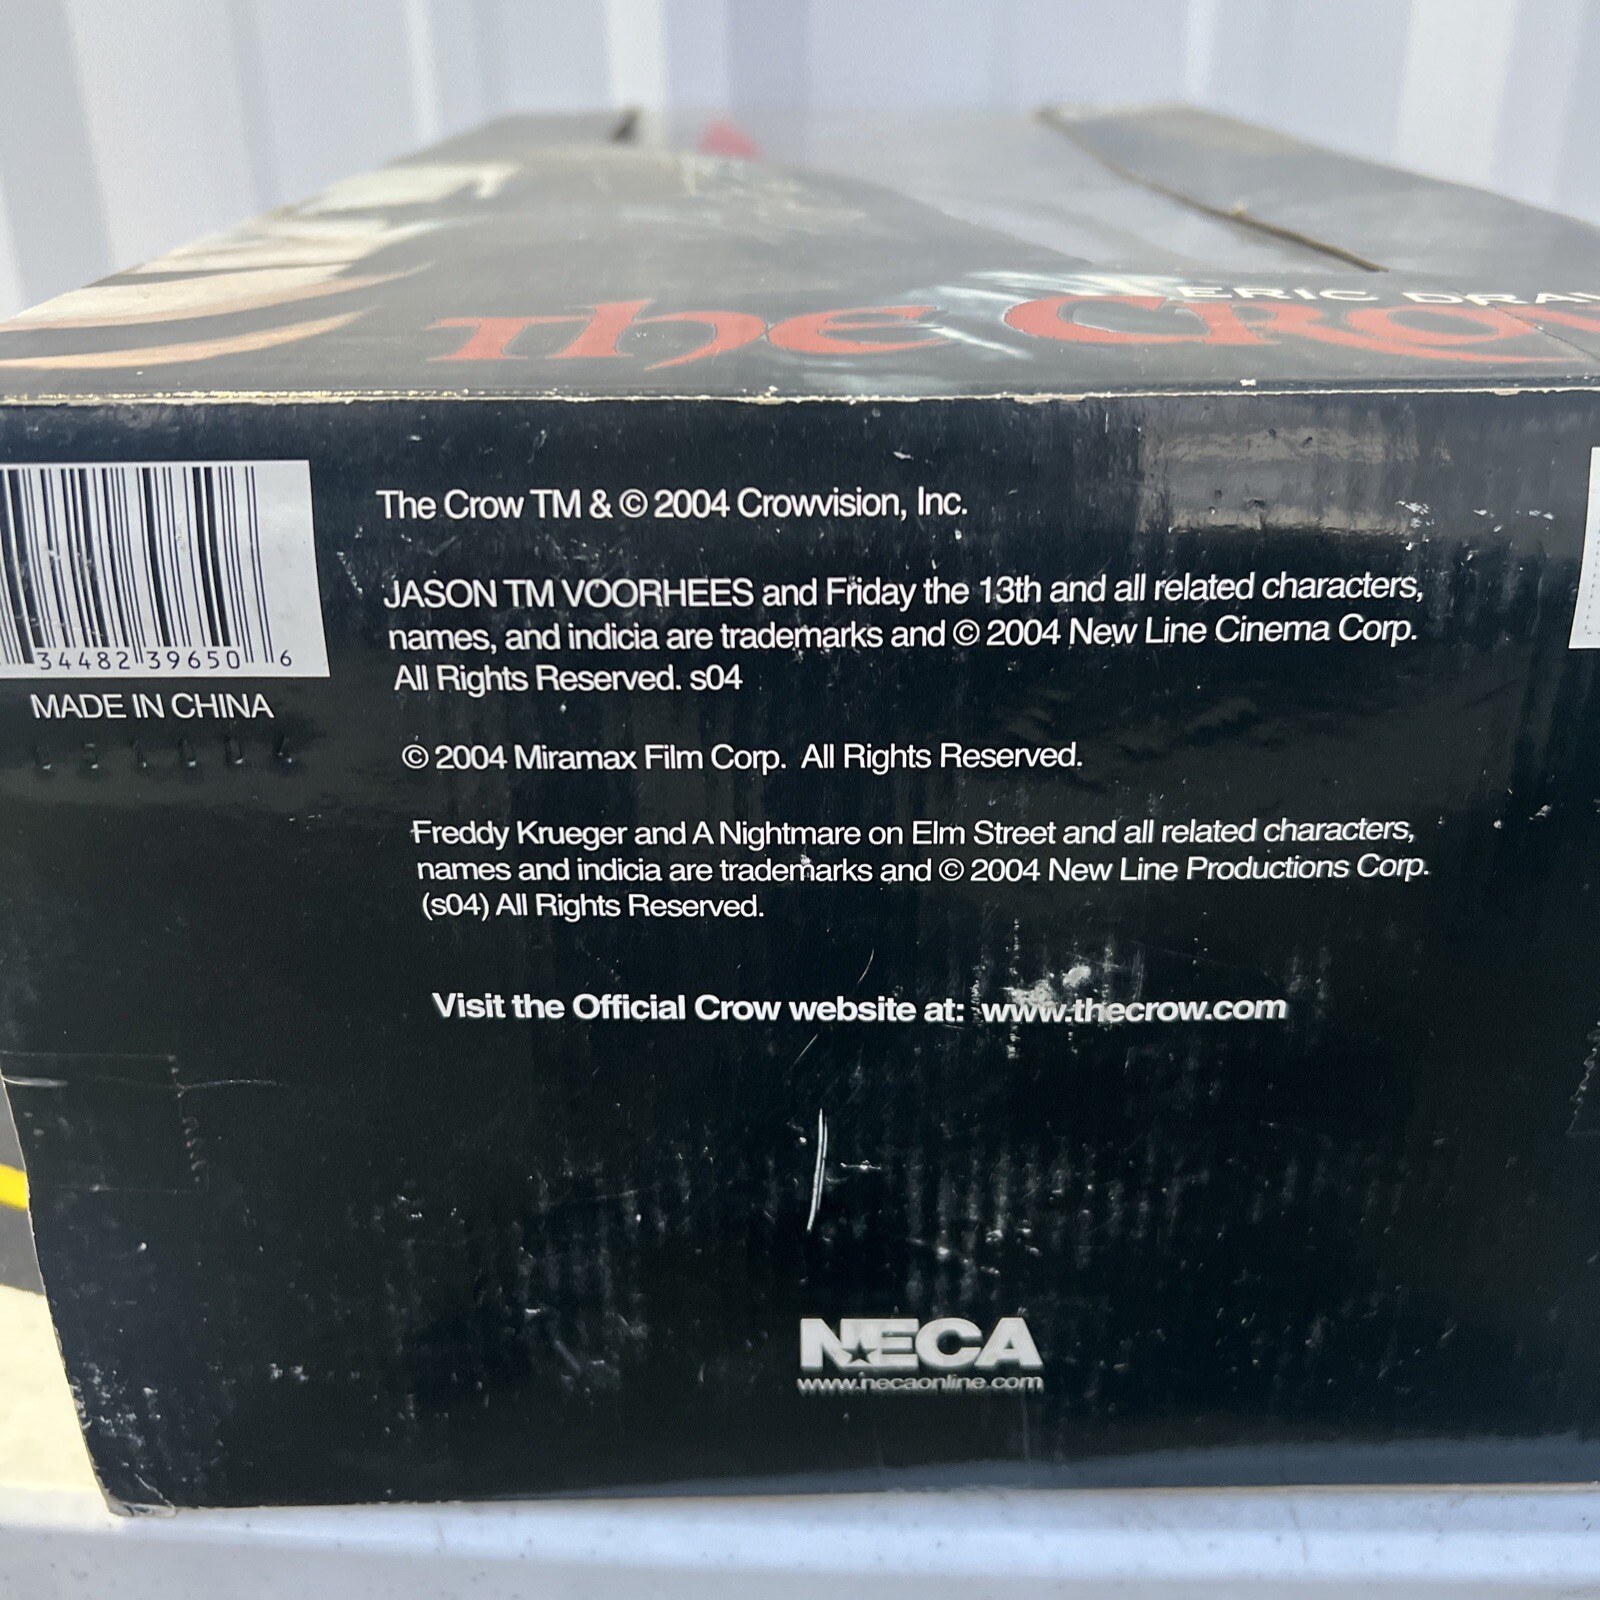 ERIC
The
34482 39650 6
MADE IN CHINA
The Crow TM & © 2004 Crowvision, Inc.
JASON TM VOORHEES and Friday the 13th and all related characters,
names, and indicia are trademarks and © 2004 New Line Cinema Corp.
All Rights Reserved. s04
© 2004 Miramax Film Corp. All Rights Reserved.
Freddy Krueger and A Nightmare on Elm Street and all related characters,
names and indicia are trademarks and © 2004 New Line Productions Corp.
(s04) All Rights Reserved.
Visit the Official Crow website at: www.thecrow.com
NECA
www.necaonline.com